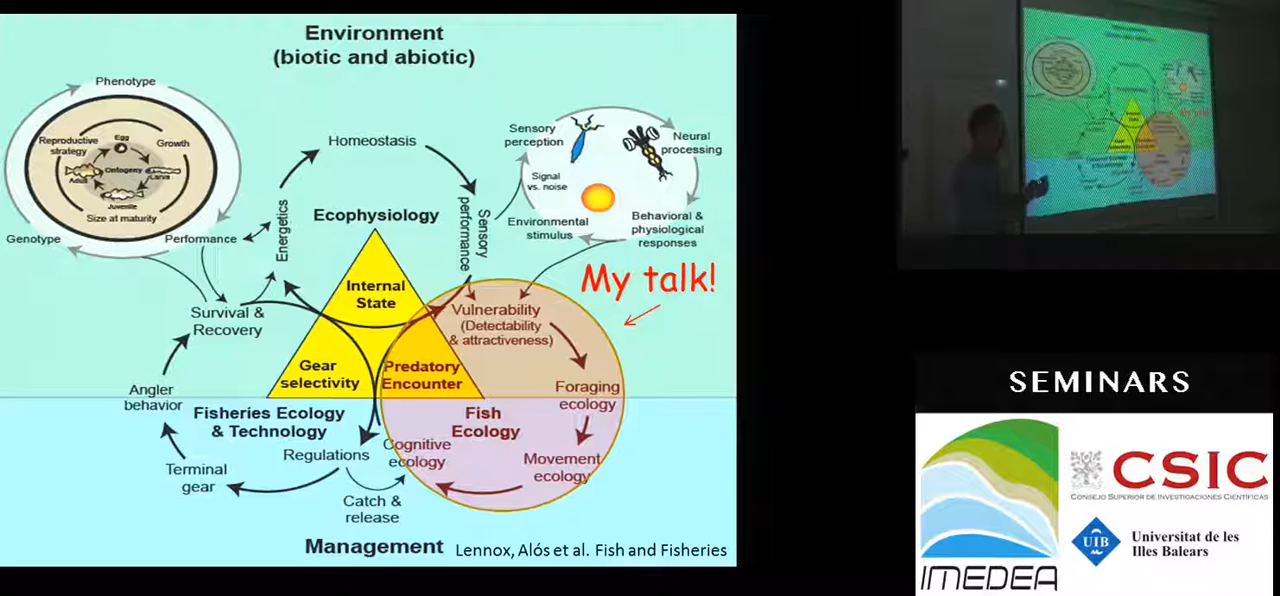 Environment
(biotic and abiotic)
Phenotype
Reproductive
strategy
Egg
Growth
Ontogeny
Adult
Larva
Juvenile
Size at maturity
Genotype
Performance
Homeostasis
Energetics
Ecophysiology
Sensory
performance
Sensory
perception
Neural
processing
Signal
vs. noise
Environmental
stimulus
Behavioral &
physiological
responses
My talk!
Internal
State
Survival &
Recovery
Vulnerability
(Detectability
& attractiveness)
Gear
selectivity
Predatory
Encounter
Angler
behavior
Foraging
ecology
Fisheries Ecology
& Technology
Fish
Ecology
Regulations
Cognitive
ecology
Movement
ecology
Terminal
gear
Catch &
release
Management
Lennox, Alós et al. Fish and Fisheries
SEMINARS
IMEDEA
CSIC
CONSEJO SUPERIOR DE INVESTIGACIONES CIENTÍFICAS
UIB
Universitat de les
Illes Balears